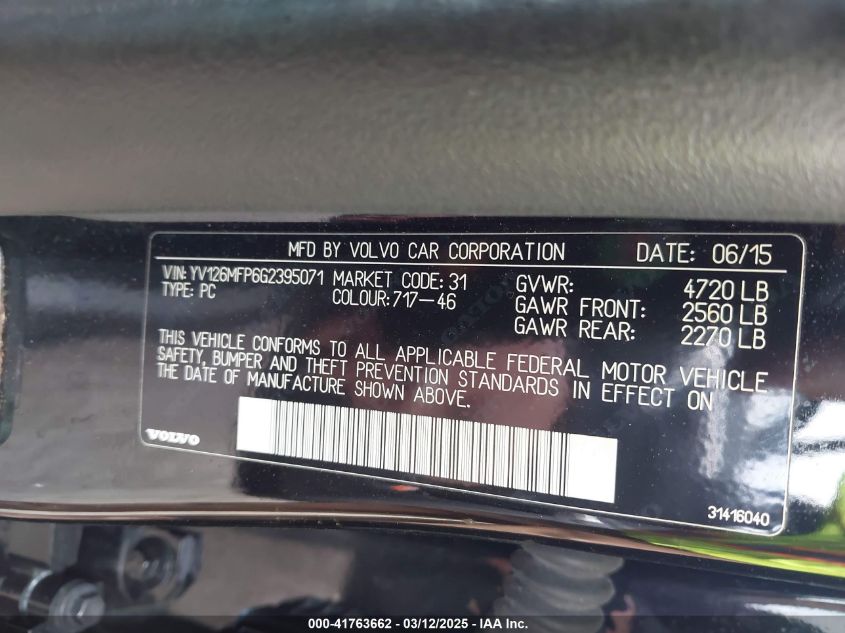 MFD BY VOLVO CAR CORPORATION DATE: 06/15
VIN: YV126MFP6G2395071 MARKET CODE: 31 GVWR: 4720 LB
TYPE: PC COLOUR: 717-46 GAWR FRONT: 2560 LB
GAWR REAR: 2270 LB
THIS VEHICLE CONFORMS TO ALL APPLICABLE FEDERAL MOTOR VEHICLE
SAFETY, BUMPER AND THEFT PREVENTION STANDARDS IN EFFECT ON
THE DATE OF MANUFACTURE SHOWN ABOVE.
VOLVO
31416040
000-41763662 - 03/12/2025 - IAA Inc.